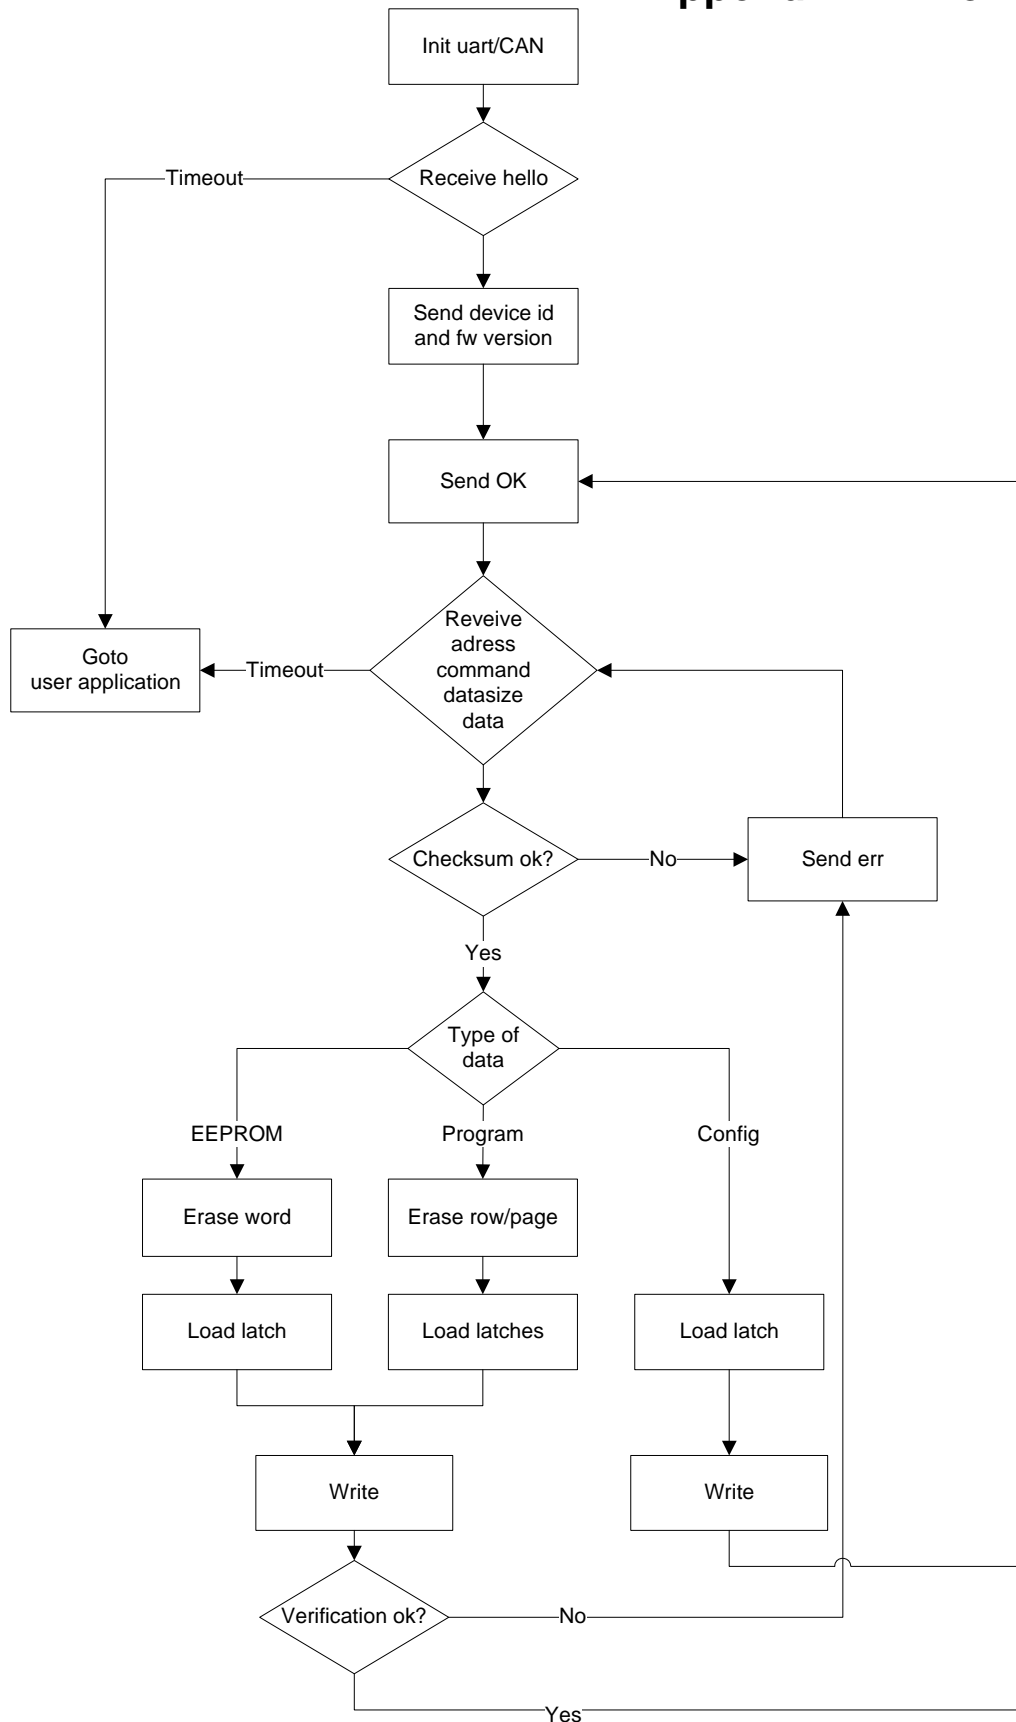 Init uart/CAN
Timeout
Receive hello
Send device id
and fw version
Send OK
Reveive
adress
command
datasize
data
Goto
user application
Timeout
Checksum ok?
No
Send err
Yes
Type of
data
EEPROM
Program
Config
Erase word
Erase row/page
Load latch
Load latches
Load latch
Write
Write
Verification ok?
No
Yes